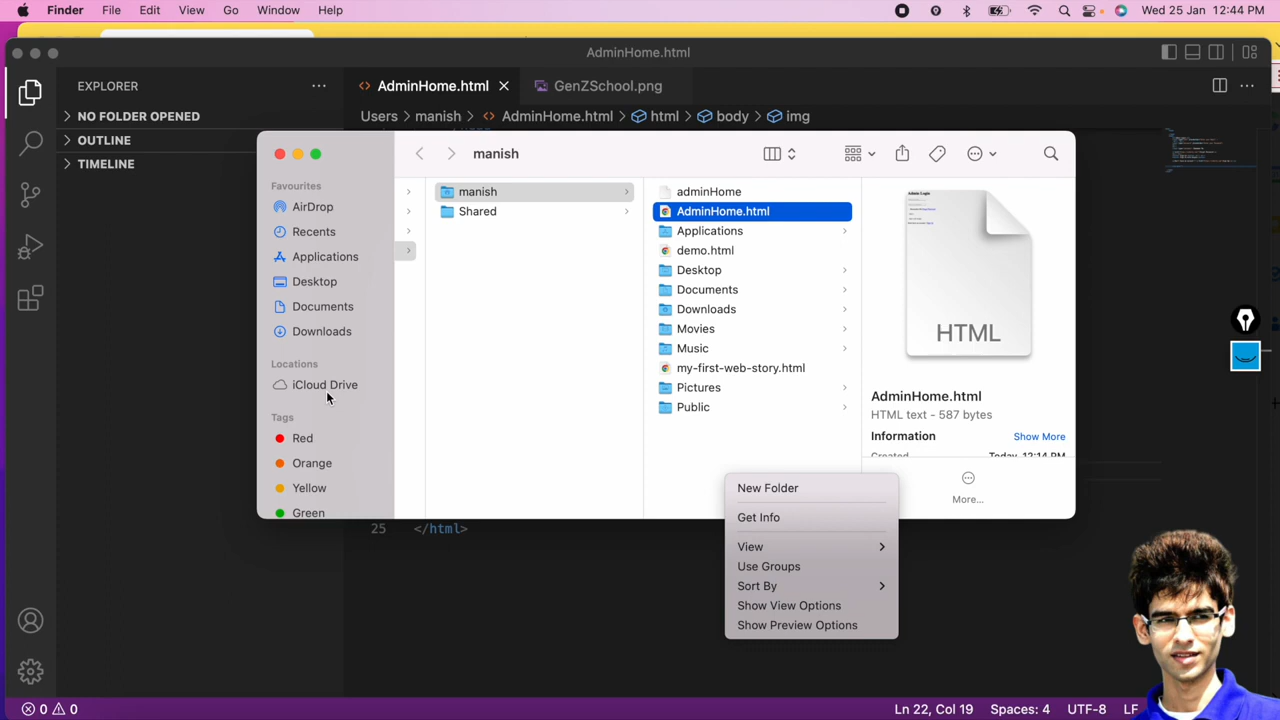 Finder File Edit View Go Window Help Wed 25 Jan 12:44 PM
AdminHome.html
EXPLORER
NO FOLDER OPENED
OUTLINE
TIMELINE
AdminHome.html GenZSchool.png
Users > manish > AdminHome.html > html > body > img
manish
Favourites
AirDrop
Recents
Applications
Desktop
Documents
Downloads
Locations
iCloud Drive
Tags
Red
Orange
Yellow
Green
manish
Shared
adminHome
AdminHome.html
Applications
demo.html
Desktop
Documents
Downloads
Movies
Music
my-first-web-story.html
Pictures
Public
HTML
AdminHome.html
HTML text - 587 bytes
Information Show More
Created Today, 12:14 PM
More...
New Folder
Get Info
View
Use Groups
Sort By
Show View Options
Show Preview Options
25 </html>
0 0 Ln 22, Col 19 Spaces: 4 UTF-8 LF